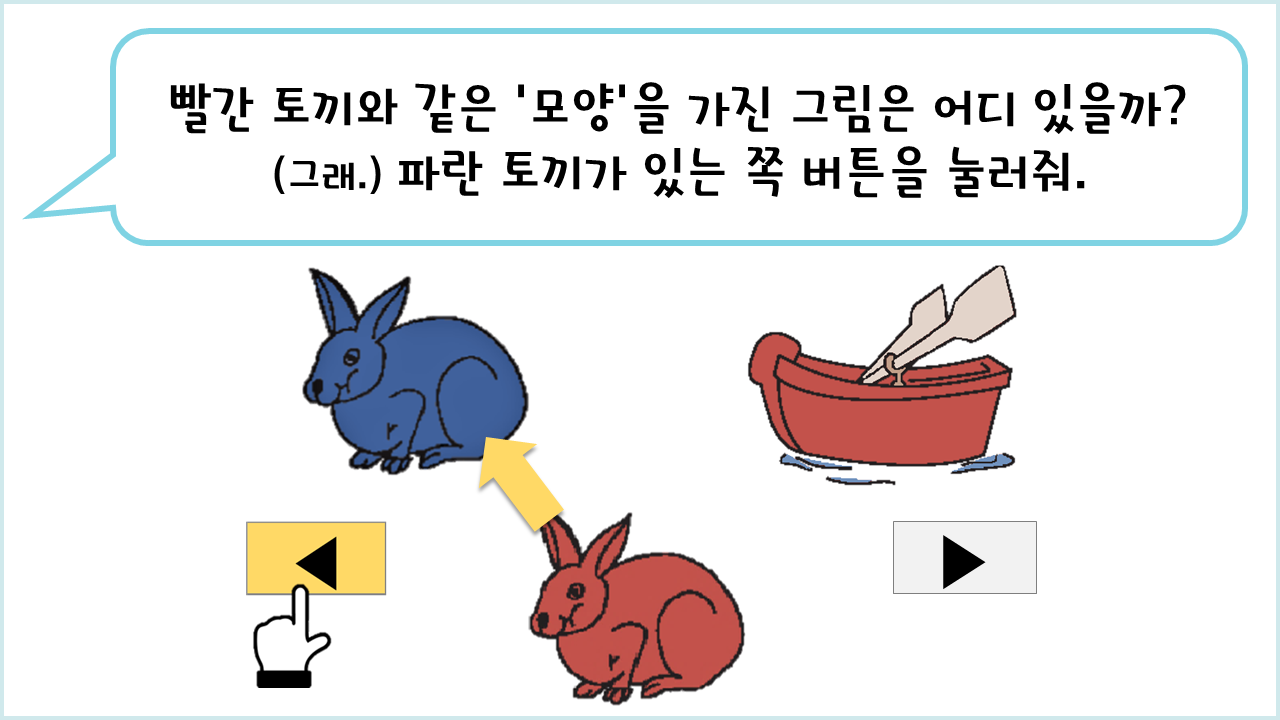 빨간 토끼와 같은 '모양'을 가진 그림은 어디 있을까?
(그래.) 파란 토끼가 있는 쪽 버튼을 눌러줘.